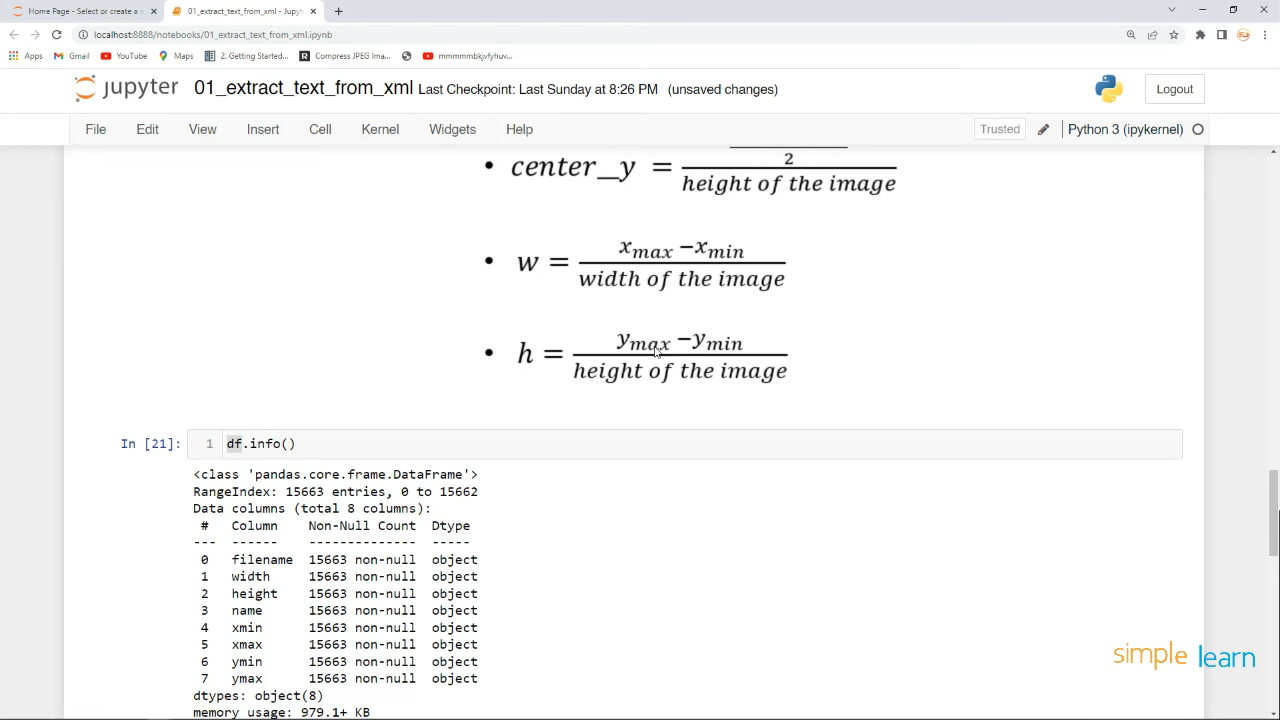 Home Page - Select or create a n
01_extract_text_from_xml - Jupyt
localhost:8888/notebooks/01_extract_text_from_xml.ipynb
Apps
Gmail
YouTube
Maps
2. Getting Started...
Compress JPEG Ima...
mmmmmbkjvfyhuv...
jupyter 01_extract_text_from_xml Last Checkpoint: Last Sunday at 8:26 PM (unsaved changes)
Logout
File Edit View Insert Cell Kernel Widgets Help
Trusted
Python 3 (ipykernel)
2
• center_y =
height of the image
x_max −x_min
• w =
width of the image
y_max −y_min
• h =
height of the image
In [21]: 1 df.info()
<class 'pandas.core.frame.DataFrame'>
RangeIndex: 15663 entries, 0 to 15662
Data columns (total 8 columns):
# Column Non-Null Count Dtype
--- ------ -------------- -----
0 filename 15663 non-null object
1 width 15663 non-null object
2 height 15663 non-null object
3 name 15663 non-null object
4 xmin 15663 non-null object
5 xmax 15663 non-null object
6 ymin 15663 non-null object
7 ymax 15663 non-null object
dtypes: object(8)
memory usage: 979.1+ KB
simplelearn